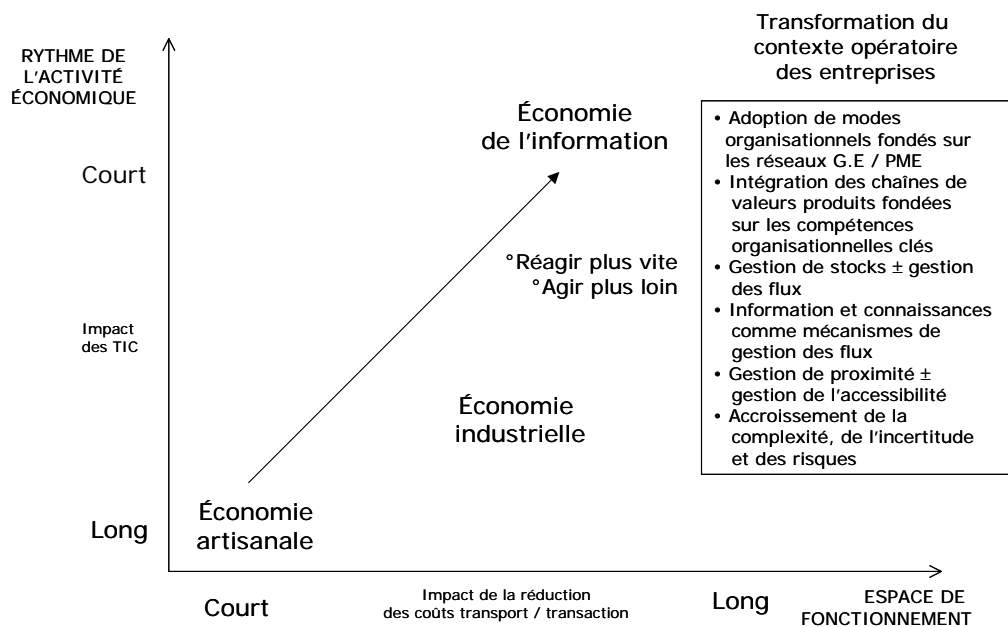 Transformation du
contexte opératoire
des entreprises
RYTHME DE
L'ACTIVITÉ
ÉCONOMIQUE
Économie
de l'information
Court
°Réagir plus vite
°Agir plus loin
Impact
des TIC
Économie
industrielle
Économie
artisanale
Long
• Adoption de modes
organisationnels fondés sur
les réseaux G.E / PME
• Intégration des chaînes de
valeurs produits fondées
sur les compétences
organisationnelles clés
• Gestion de stocks ± gestion
des flux
• Information et connaissances
comme mécanismes de
gestion des flux
• Gestion de proximité ±
gestion de l'accessibilité
• Accroissement de la
complexité, de l'incertitude
et des risques
Court
Impact de la réduction
des coûts transport / transaction
Long
ESPACE DE
FONCTIONNEMENT